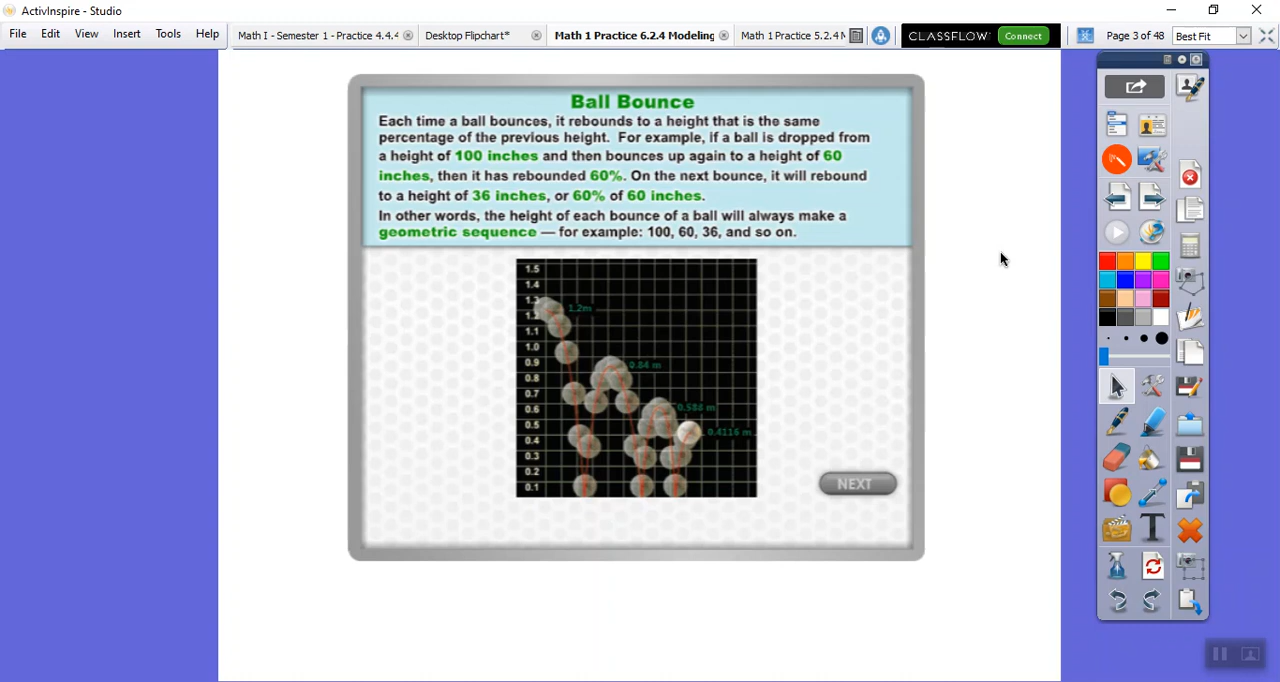 ActivInspire - Studio
File Edit View Insert Tools Help
Math I - Semester 1 - Practice 4.4.4
Desktop Flipchart*
Math 1 Practice 6.2.4 Modeling
Math 1 Practice 5.2.4 M
CLASSFLOW
Connect
Page 3 of 48
Best Fit
Ball Bounce
Each time a ball bounces, it rebounds to a height that is the same
percentage of the previous height. For example, if a ball is dropped from
a height of 100 inches and then bounces up again to a height of 60
inches, then it has rebounded 60%. On the next bounce, it will rebound
to a height of 36 inches, or 60% of 60 inches.
In other words, the height of each bounce of a ball will always make a
geometric sequence — for example: 100, 60, 36, and so on.
1.5
1.4
1.3
1.2m
1.1
1.0
0.9
0.84 m
0.8
0.7
0.6
0.588 m
0.5
0.4116 m
0.4
0.3
0.2
0.1
NEXT